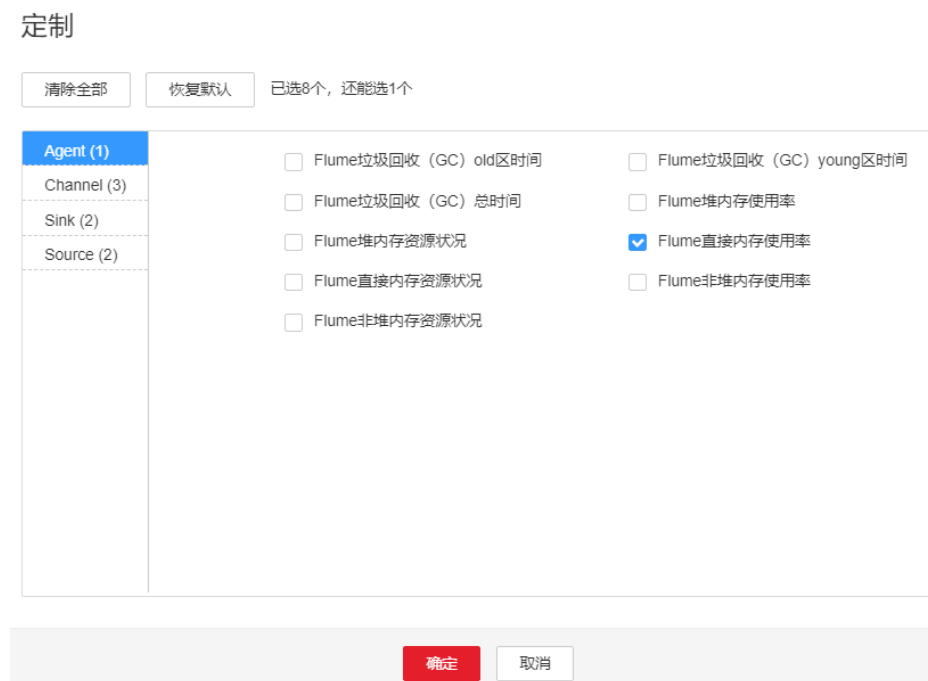 定制
清除全部 恢复默认 已选8个，还能选1个
Agent (1)
Channel (3)
Sink (2)
Source (2)
Flume垃圾回收（GC）old区时间 Flume垃圾回收（GC）young区时间
Flume垃圾回收（GC）总时间 Flume堆内存使用率
Flume堆内存资源状况 Flume直接内存使用率
Flume直接内存资源状况 Flume非堆内存使用率
Flume非堆内存资源状况
确定 取消